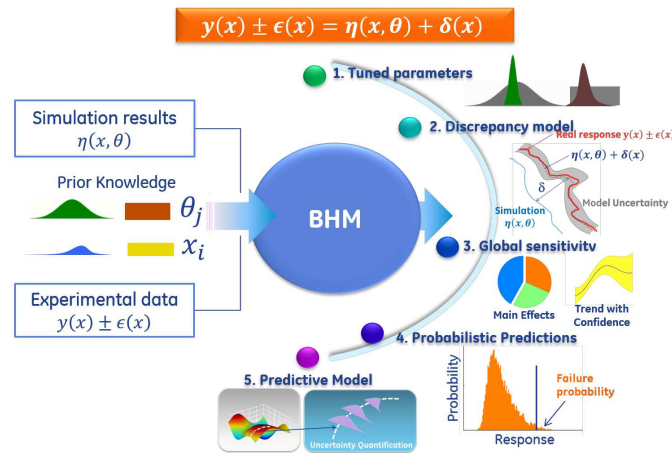 y(x) ± ϵ(x) = η(x, θ) + δ(x)
1. Tuned parameters
Simulation results
η(x, θ)
2. Discrepancy model
Real response y(x) ± ϵ(x)
η(x, θ) + δ(x)
Prior Knowledge
θj
xi
BHM
δ
Model Uncertainty
Simulation
η(x, θ)
3. Global sensitivity
Experimental data
y(x) ± ϵ(x)
Main Effects
Trend with
Confidence
4. Probabilistic Predictions
5. Predictive Model
Probability
Failure
probability
Uncertainty Quantification
Response